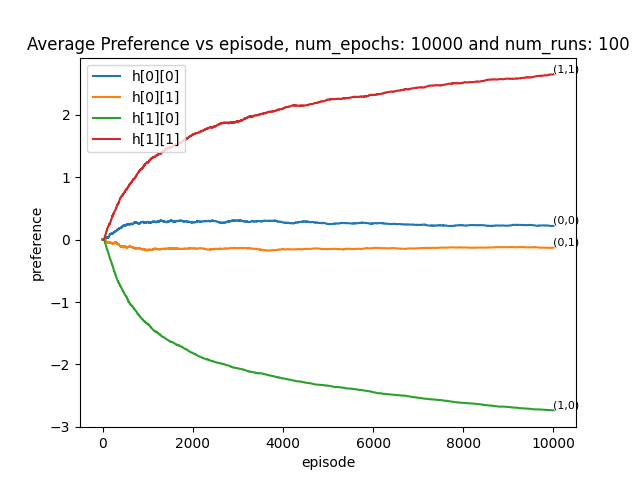 Average Preference vs episode, num_epochs: 10000 and num_runs: 100
h[0][0]
h[0][1]
h[1][0]
h[1][1]
(1,1)
(0,0)
(0,1)
(1,0)
preference
2
1
0
−1
−2
−3
0 2000 4000 6000 8000 10000
episode